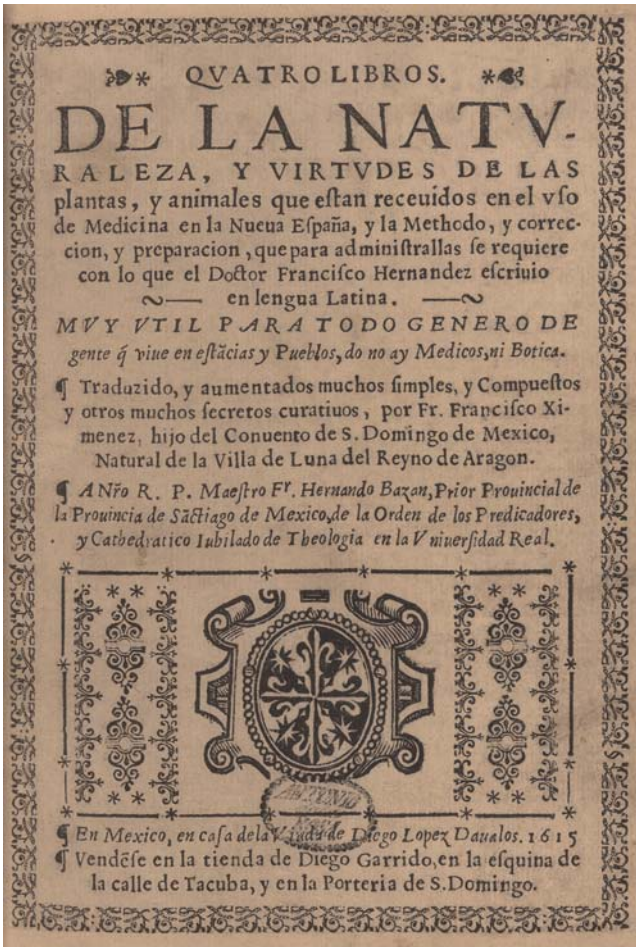 QVATRO LIBROS.
DE LA NATV-
RALEZA, Y VIRTVDES DE LAS
plantas, y animales que eſtan receuidos en el vſo
de Medicina en la Nueua Eſpaña, y la Methodo, y correc-
cion, y preparacion, que para adminiſtrallas ſe requiere
con lo que el Doctor Franciſco Hernandez eſcriuio
en lengua Latina.
MVY VTIL PARA TODO GENERO DE
gente q̃ viue en eſtãcias y Pueblos, do no ay Medicos, ni Botica.
¶ Traduzido, y aumentados muchos ſimples, y Compueſtos
y otros muchos ſecretos curatiuos, por Fr. Franciſco Xi-
menez, hijo del Conuento de S. Domingo de Mexico,
Natural de la Villa de Luna del Reyno de Aragon.
¶ A Nr̃o R. P. Maeſtro Fr. Hernando Bazan, Prior Prouincial de
la Prouincia de Sãctiago de Mexico, de la Orden de los Predicadores,
y Cathedratico Iubilado de Theologia en la Vniuerſidad Real.
ANTONIO
¶ En Mexico, en caſa dela Viuda de Diego Lopez Daualos. 1615
¶ Vendẽſe en la tienda de Diego Garrido, en la eſquina de
la calle de Tacuba, y en la Porteria de S. Domingo.